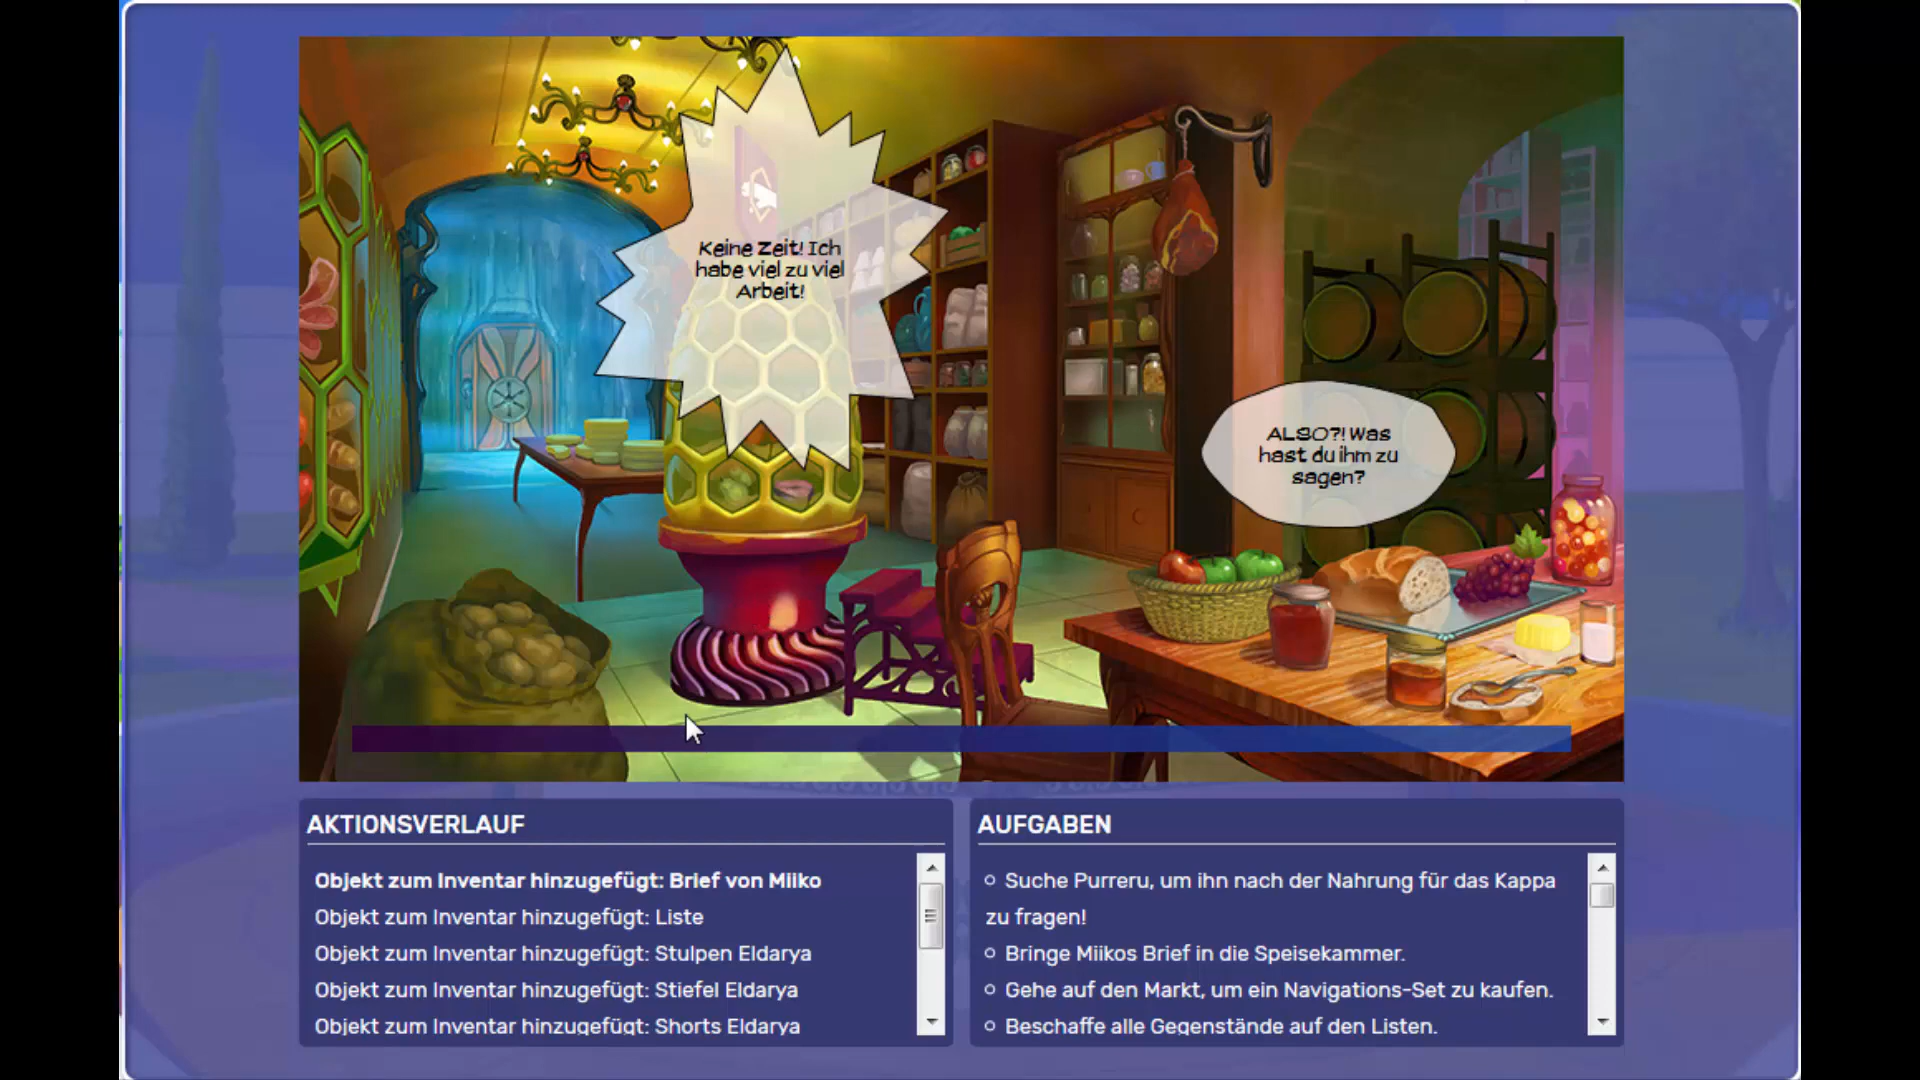 Keine Zeit! Ich
habe viel zu viel
Arbeit!
ALSO?! Was
hast du ihm zu
sagen?
AKTIONSVERLAUF
Objekt zum Inventar hinzugefügt: Brief von Miiko
Objekt zum Inventar hinzugefügt: Liste
Objekt zum Inventar hinzugefügt: Stulpen Eldarya
Objekt zum Inventar hinzugefügt: Stiefel Eldarya
Objekt zum Inventar hinzugefügt: Shorts Eldarya
AUFGABEN
Suche Purreru, um ihn nach der Nahrung für das Kappa
zu fragen!
Bringe Miikos Brief in die Speisekammer.
Gehe auf den Markt, um ein Navigations-Set zu kaufen.
Beschaffe alle Gegenstände auf den Listen.